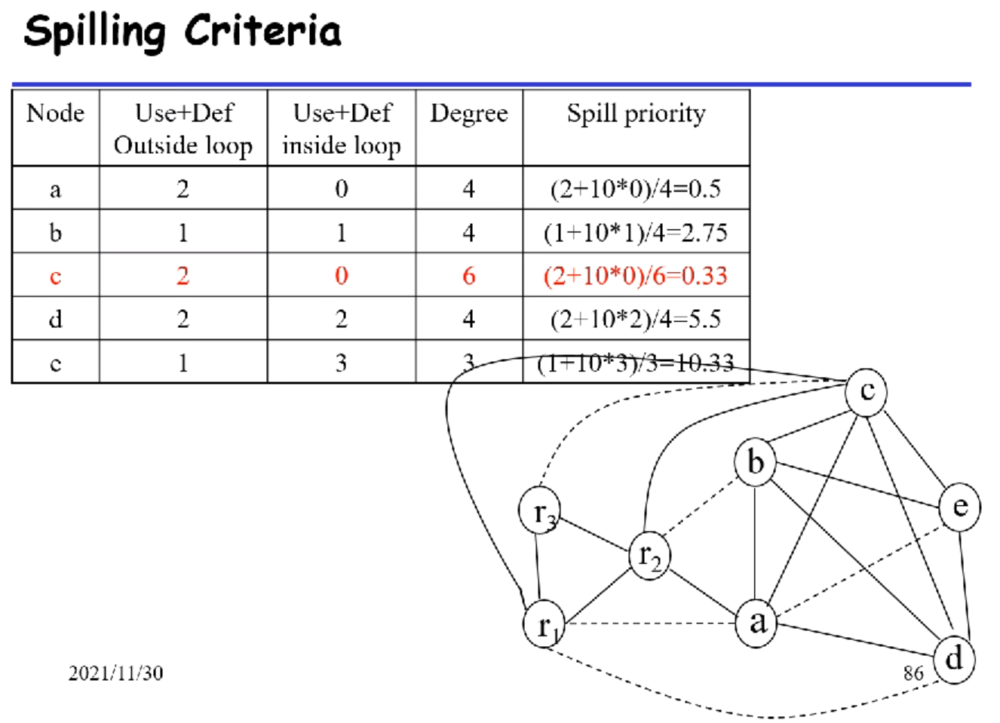 Spilling Criteria
Node Use+Def Outside loop Use+Def inside loop Degree Spill priority
a 2 0 4 (2+10*0)/4=0.5
b 1 1 4 (1+10*1)/4=2.75
c 2 0 6 (2+10*0)/6=0.33
d 2 2 4 (2+10*2)/4=5.5
e 1 3 3 (1+10*3)/3=10.33
c
b
e
r3
r2
r1
a
d
2021/11/30
86